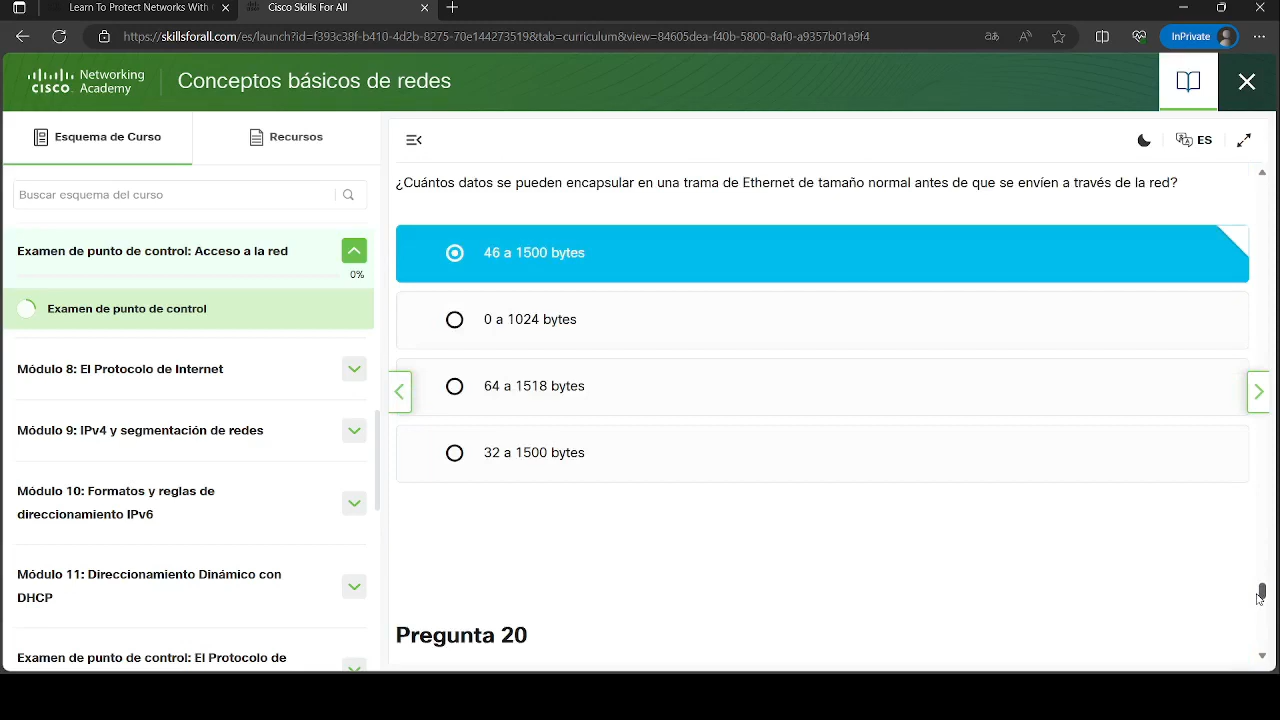 Learn To Protect Networks With
Cisco Skills For All
https://skillsforall.com/es/launch?id=f393c38f-b410-4d2b-8275-70e144273519&tab=curriculum&view=84605dea-f40b-5800-8af0-a9357b01a9f4
InPrivate
CISCO Networking Academy
Conceptos básicos de redes
Esquema de Curso
Recursos
ES
Buscar esquema del curso
Examen de punto de control: Acceso a la red
0%
Examen de punto de control
Módulo 8: El Protocolo de Internet
Módulo 9: IPv4 y segmentación de redes
Módulo 10: Formatos y reglas de
direccionamiento IPv6
Módulo 11: Direccionamiento Dinámico con
DHCP
Examen de punto de control: El Protocolo de
¿Cuántos datos se pueden encapsular en una trama de Ethernet de tamaño normal antes de que se envíen a través de la red?
46 a 1500 bytes
0 a 1024 bytes
64 a 1518 bytes
32 a 1500 bytes
Pregunta 20